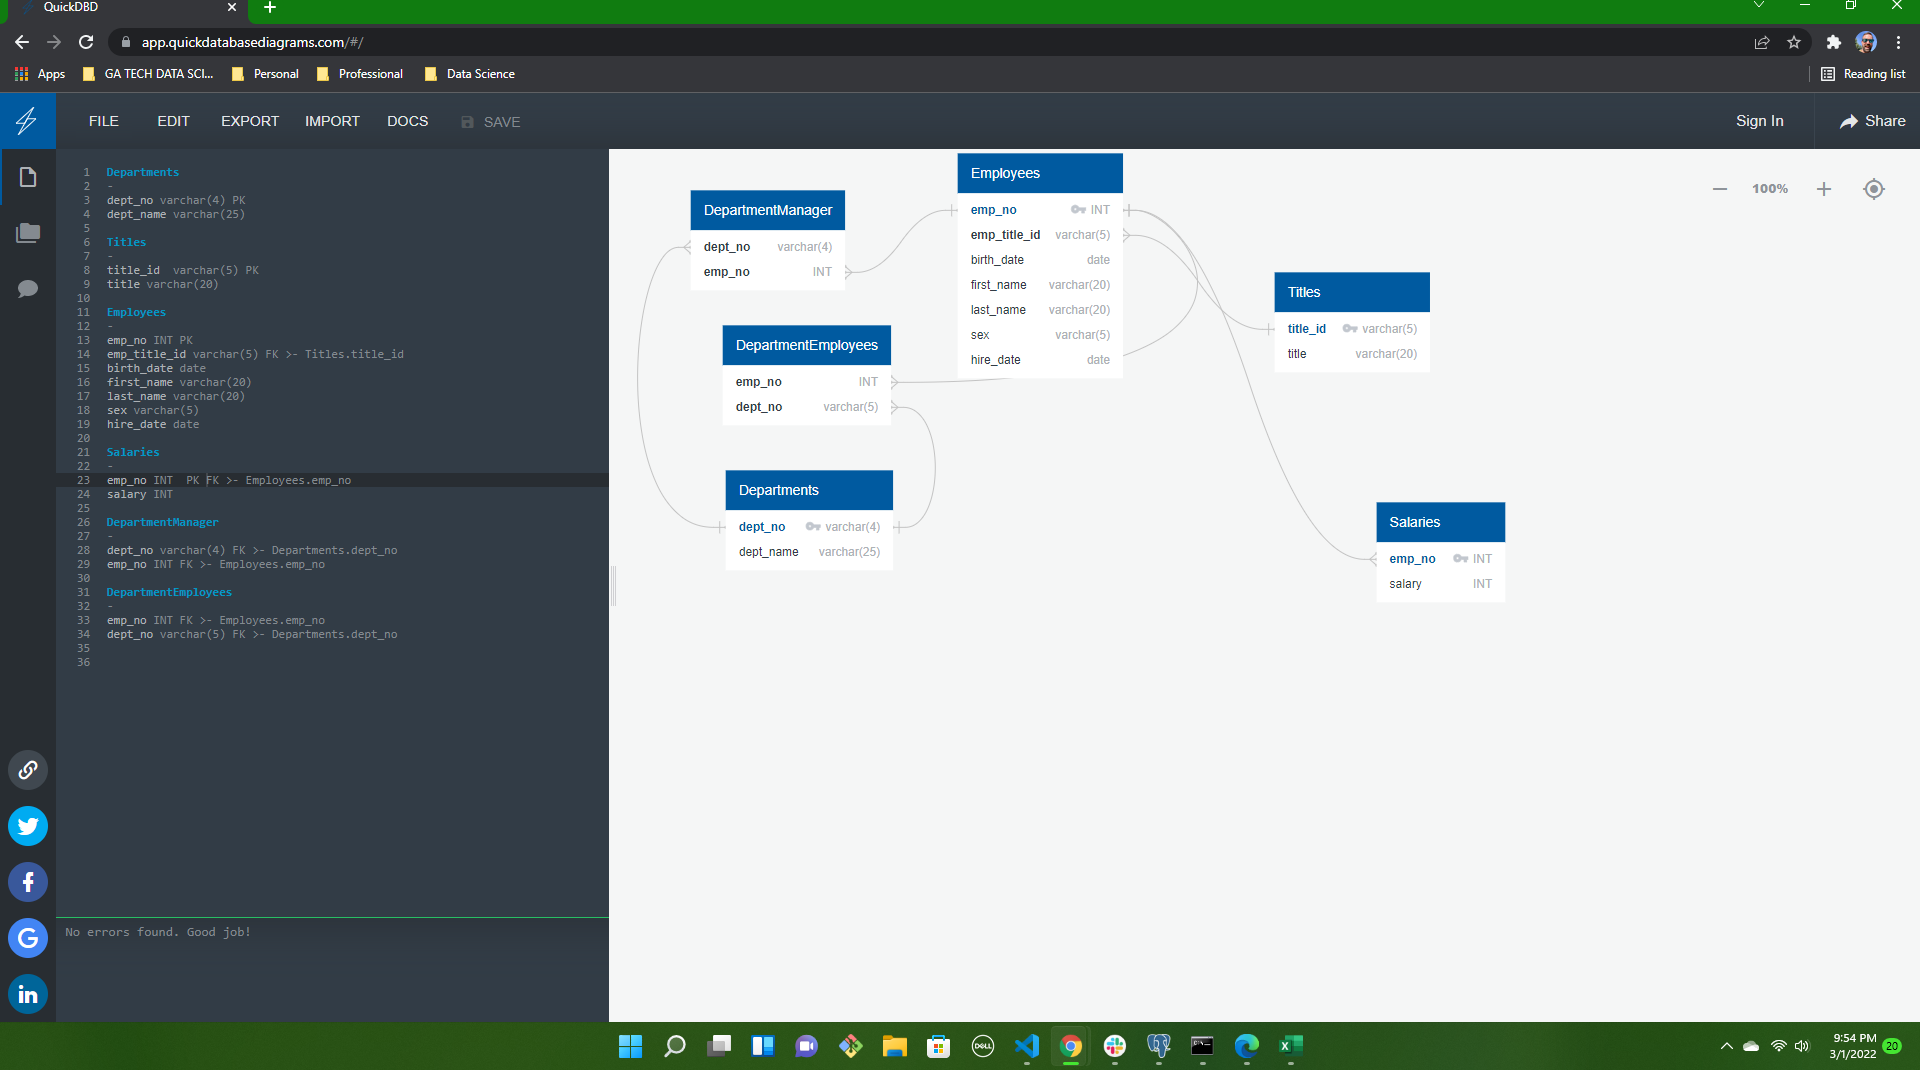 QuickDBD
app.quickdatabasediagrams.com/#/
Apps GA TECH DATA SCI... Personal Professional Data Science Reading list
FILE EDIT EXPORT IMPORT DOCS SAVE Sign In Share
1 Departments
2 -
3 dept_no varchar(4) PK
4 dept_name varchar(25)
5
6 Titles
7 -
8 title_id  varchar(5) PK
9 title varchar(20)
10
11 Employees
12 -
13 emp_no INT PK
14 emp_title_id varchar(5) FK >- Titles.title_id
15 birth_date date
16 first_name varchar(20)
17 last_name varchar(20)
18 sex varchar(5)
19 hire_date date
20
21 Salaries
22 -
23 emp_no INT  PK FK >- Employees.emp_no
24 salary INT
25
26 DepartmentManager
27 -
28 dept_no varchar(4) FK >- Departments.dept_no
29 emp_no INT FK >- Employees.emp_no
30
31 DepartmentEmployees
32 -
33 emp_no INT FK >- Employees.emp_no
34 dept_no varchar(5) FK >- Departments.dept_no
35
36
No errors found. Good job!
DepartmentManager
dept_no varchar(4)
emp_no INT
Employees
emp_no INT
emp_title_id varchar(5)
birth_date date
first_name varchar(20)
last_name varchar(20)
sex varchar(5)
hire_date date
100%
Titles
title_id varchar(5)
title varchar(20)
DepartmentEmployees
emp_no INT
dept_no varchar(5)
Departments
dept_no varchar(4)
dept_name varchar(25)
Salaries
emp_no INT
salary INT
DELL
9:54 PM
3/1/2022
20